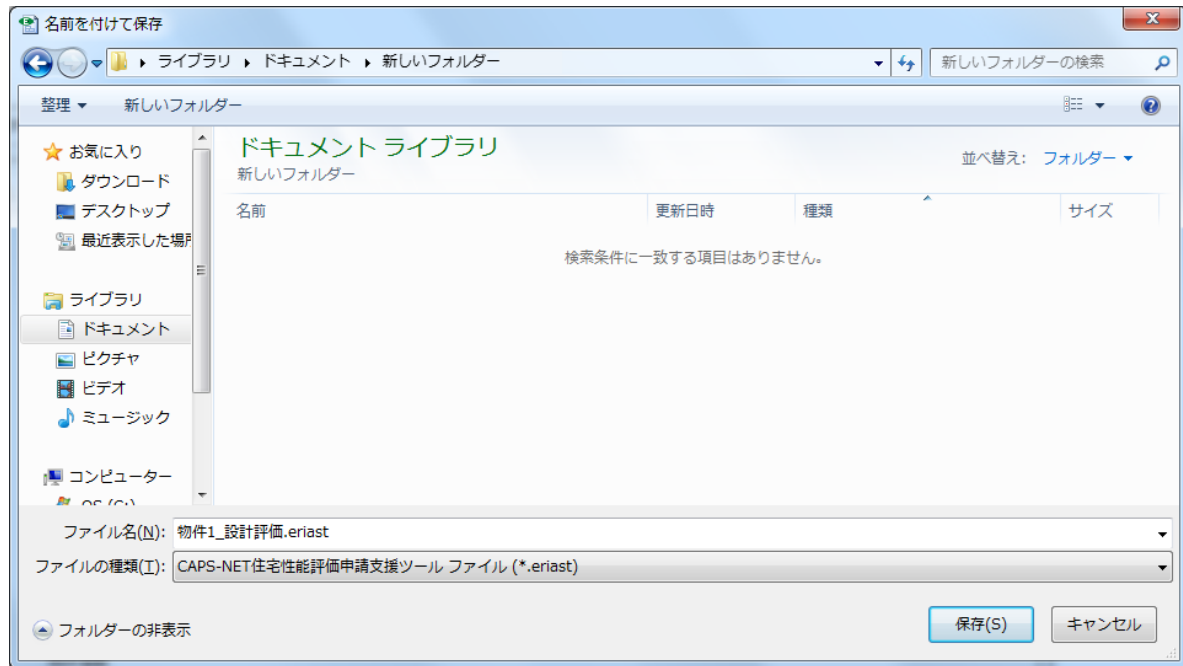 名前を付けて保存
ライブラリ ▸ ドキュメント ▸ 新しいフォルダー
新しいフォルダーの検索
整理 新しいフォルダー
お気に入り
ダウンロード
デスクトップ
最近表示した場所
ライブラリ
ドキュメント
ピクチャ
ビデオ
ミュージック
コンピューター
OS (C:)
ドキュメント ライブラリ
新しいフォルダー
並べ替え: フォルダー
名前 更新日時 種類 サイズ
検索条件に一致する項目はありません。
ファイル名(N): 物件1_設計評価.eriast
ファイルの種類(T): CAPS-NET住宅性能評価申請支援ツール ファイル (*.eriast)
フォルダーの非表示
保存(S)
キャンセル